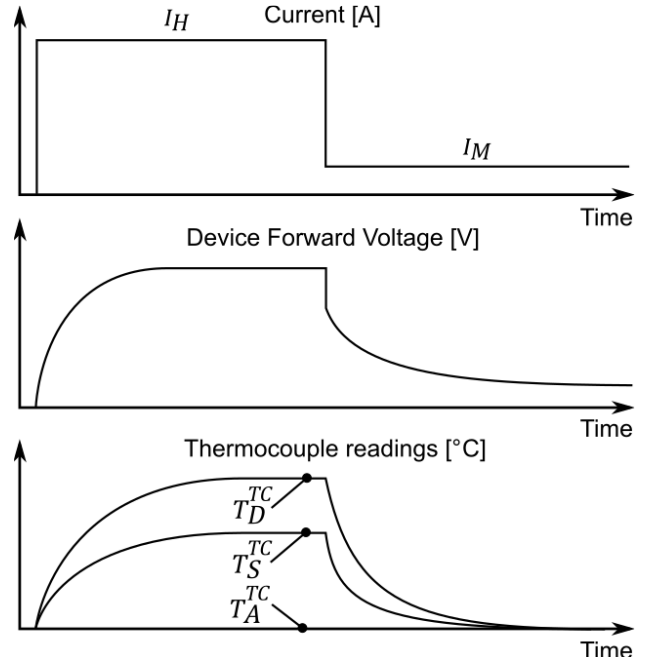 Current [A]
I_H
I_M
Time
Device Forward Voltage [V]
Time
Thermocouple readings [°C]
T_D^TC
T_S^TC
T_A^TC
Time